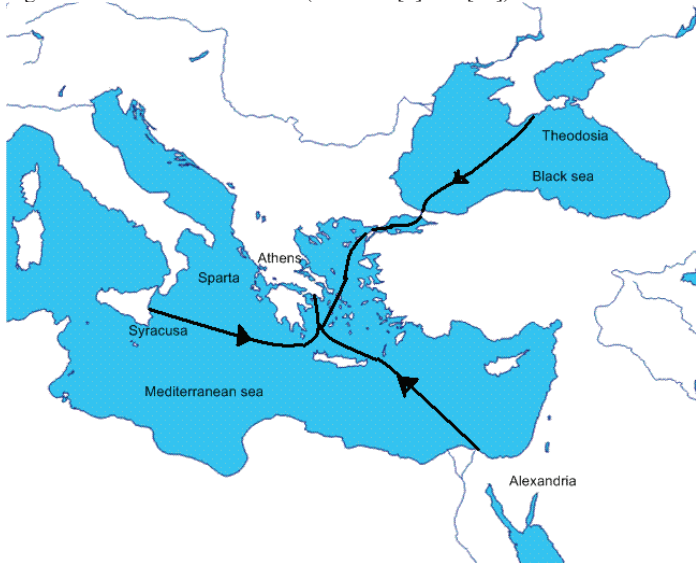 Theodosia
Black sea
Athens
Sparta
Syracusa
Mediterranean sea
Alexandria